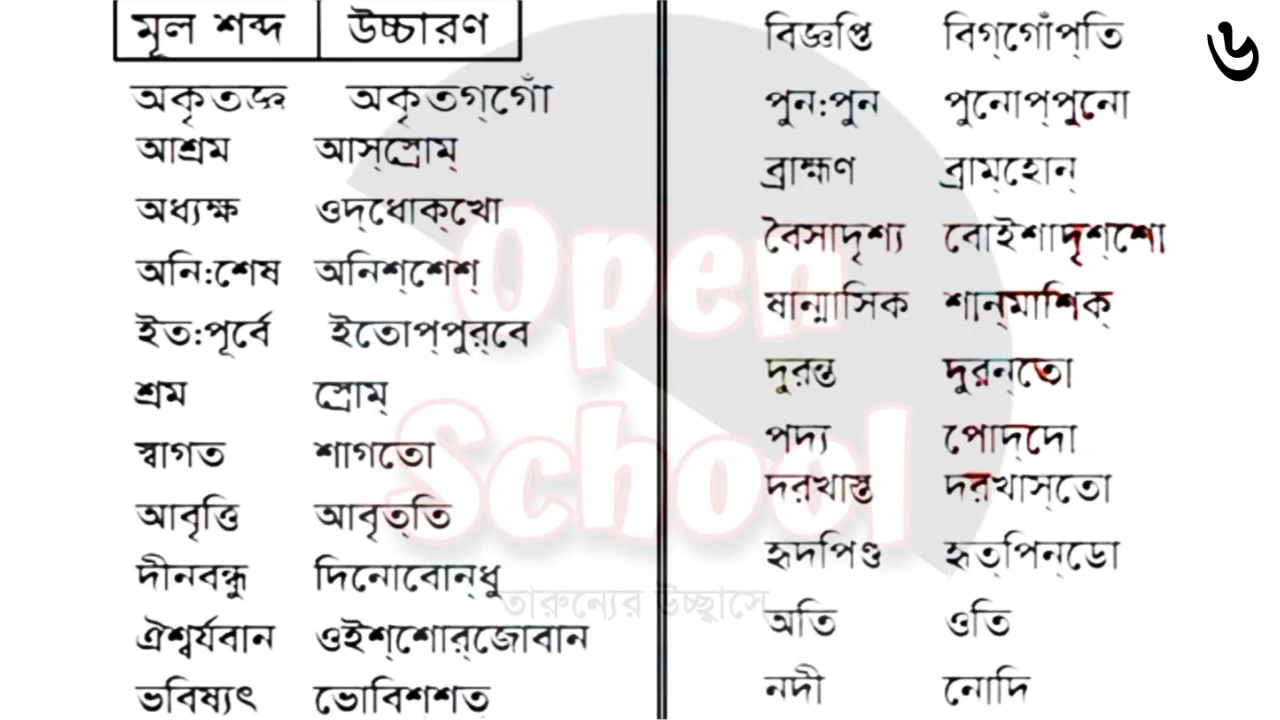 মূল শব্দ উচ্চারণ
অকৃতজ্ঞ অকৃতগ্গোঁ
আশ্রম আস্স্রোম্
অধ্যক্ষ ওদ্ধোক্খো
অনি:শেষ অনিশ্শেশ্
ইত:পূর্বে ইতোপ্পুর্বে
শ্রম স্রোম্
স্বাগত শাগতো
আবৃত্তি আবৃত্তি
দীনবন্ধু দিনোবোন্ধু
ঐশ্বর্যবান ওইশ্শোর্জোবান
ভবিষ্যৎ ভোবিশ্শত্
বিজ্ঞপ্তি বিগ্গোঁপ্তি
পুন:পুন পুনোপ্পুনো
ব্রাহ্মণ ব্রাম্হোন্
বৈসাদৃশ্য বোইশাদৃশ্শো
ষান্মাসিক শান্মাশিক্
দুরন্ত দুরন্তো
পদ্য পোদ্দো
দরখাস্ত দরখাস্তো
হৃদপিণ্ড হৃত্পিন্ডো
অতি ওতি
নদী নোদি
৬
Open
School
তারুন্যের উচ্ছ্বাসে